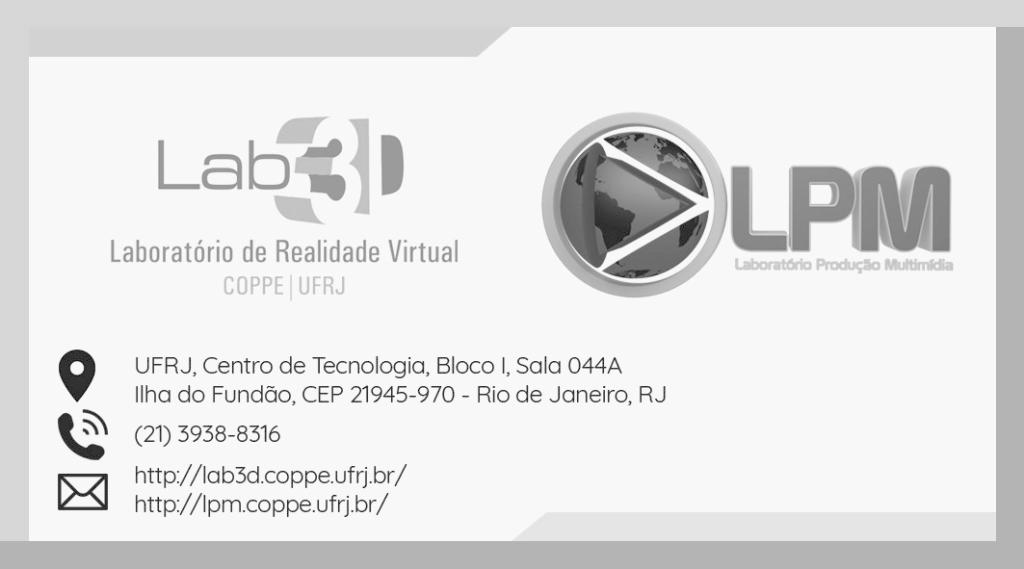 Lab3D
Laboratório de Realidade Virtual
COPPE | UFRJ
LPM
Laboratório Produção Multimídia
UFRJ, Centro de Tecnologia, Bloco I, Sala 044A
Ilha do Fundão, CEP 21945-970 - Rio de Janeiro, RJ
(21) 3938-8316
http://lab3d.coppe.ufrj.br/
http://lpm.coppe.ufrj.br/